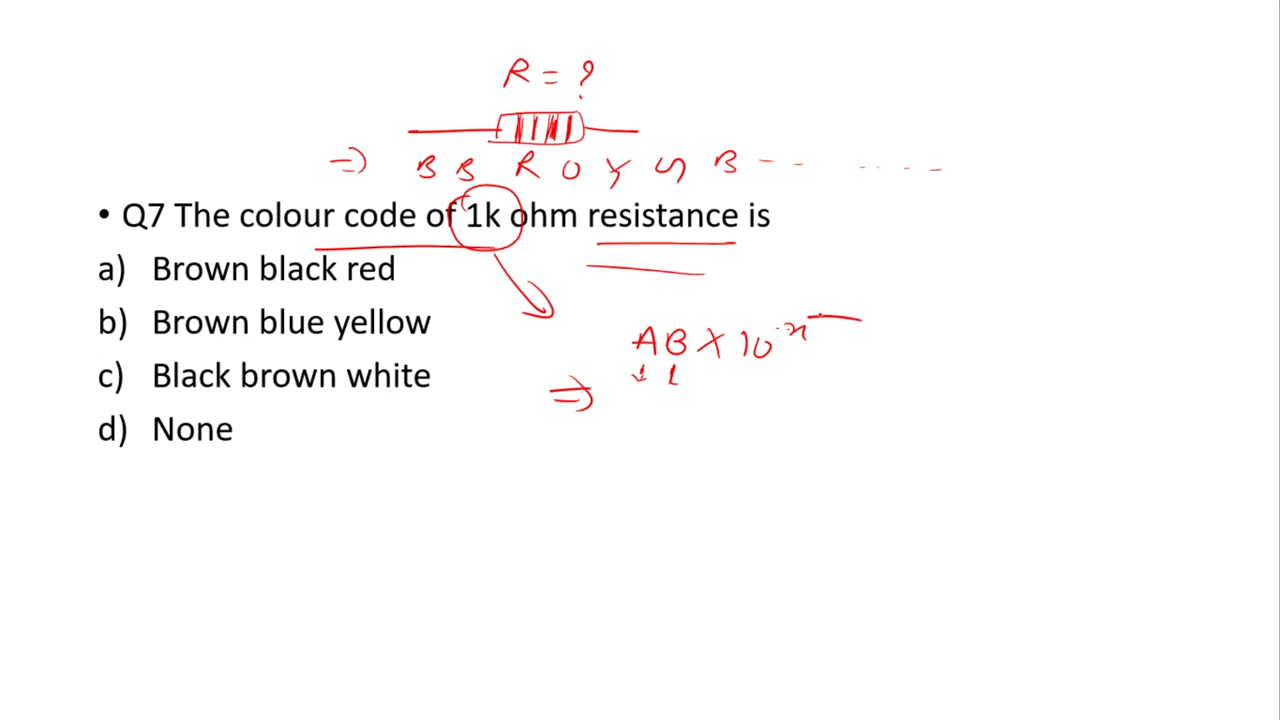 R = ?
⇒ B B R O Y G B -- ....
• Q7 The colour code of 1k ohm resistance is
a) Brown black red
b) Brown blue yellow
c) Black brown white
d) None
AB X 10^x
⇒